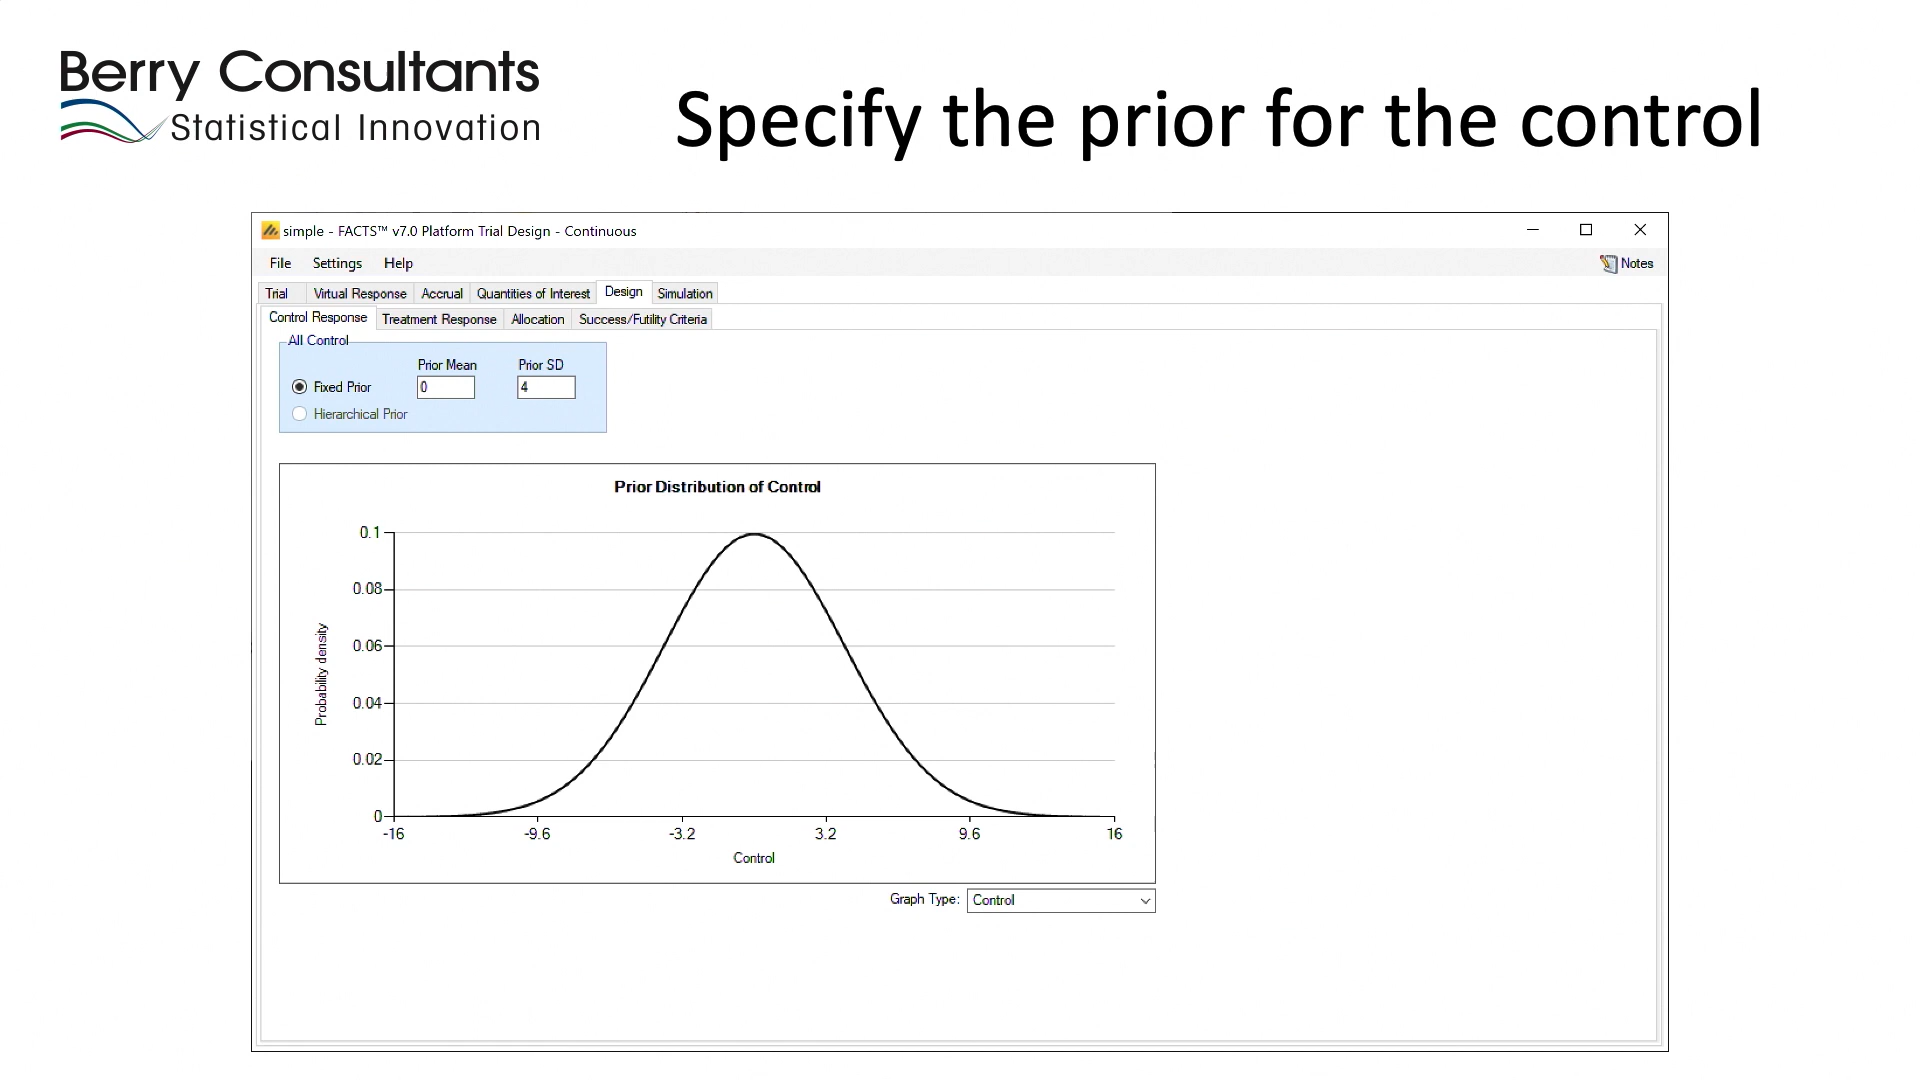 Berry Consultants
Statistical Innovation
Specify the prior for the control
simple - FACTS™ v7.0 Platform Trial Design - Continuous
File Settings Help Notes
Trial Virtual Response Accrual Quantities of Interest Design Simulation
Control Response Treatment Response Allocation Success/Futility Criteria
All Control
Prior Mean Prior SD
Fixed Prior 0 4
Hierarchical Prior
Prior Distribution of Control
0.1
0.08
0.06
0.04
0.02
0
Probability density
-16 -9.6 -3.2 3.2 9.6 16
Control
Graph Type: Control